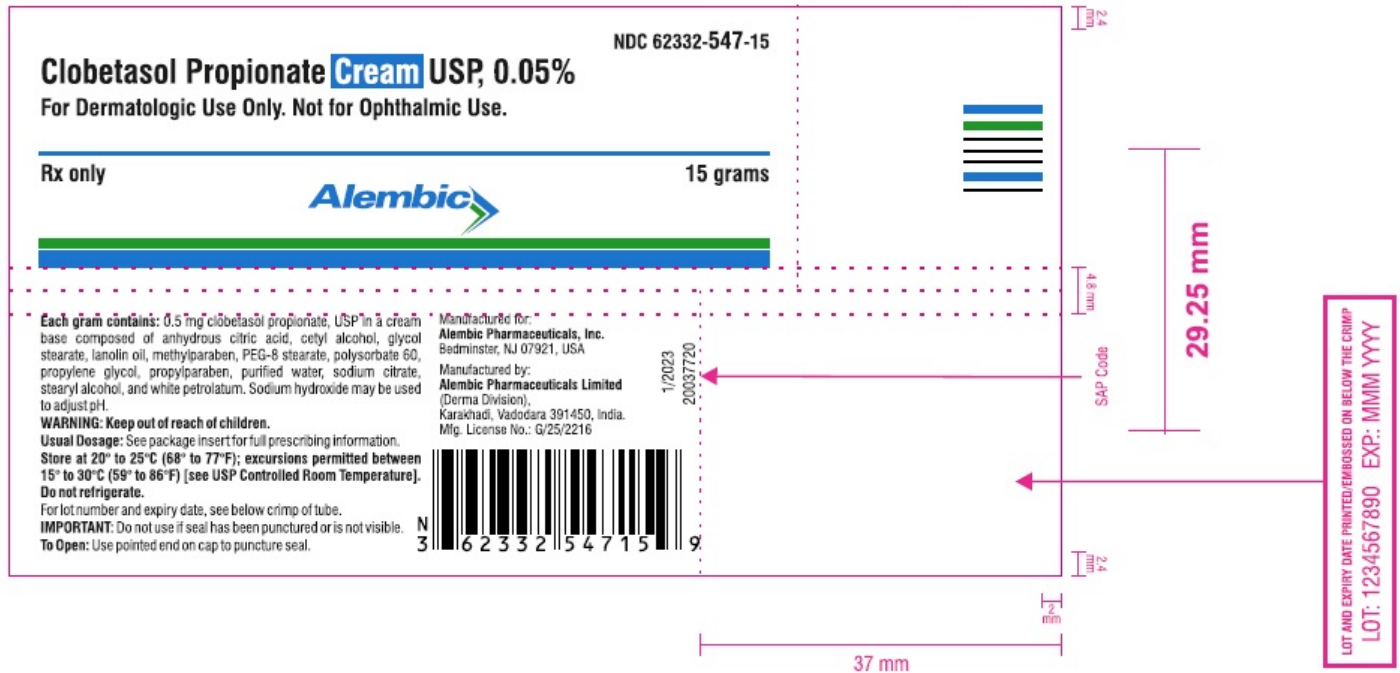 NDC 62332-547-15
Clobetasol Propionate Cream USP, 0.05%
For Dermatologic Use Only. Not for Ophthalmic Use.
Rx only
15 grams
Alembic
Each gram contains: 0.5 mg clobetasol propionate, USP in a cream
base composed of anhydrous citric acid, cetyl alcohol, glycol
stearate, lanolin oil, methylparaben, PEG-8 stearate, polysorbate 60,
propylene glycol, propylparaben, purified water, sodium citrate,
stearyl alcohol, and white petrolatum. Sodium hydroxide may be used
to adjust pH.
WARNING: Keep out of reach of children.
Usual Dosage: See package insert for full prescribing information.
Store at 20° to 25°C (68° to 77°F); excursions permitted between
15° to 30°C (59° to 86°F) [see USP Controlled Room Temperature].
Do not refrigerate.
For lot number and expiry date, see below crimp of tube.
IMPORTANT: Do not use if seal has been punctured or is not visible.
To Open: Use pointed end on cap to puncture seal.
Manufactured for:
Alembic Pharmaceuticals, Inc.
Bedminster, NJ 07921, USA
Manufactured by:
Alembic Pharmaceuticals Limited
(Derma Division),
Karakhadi, Vadodara 391450, India.
Mfg. License No.: G/25/2216
N
3 62332 54715 9
1/2023
20037720
2.4
mm
4.8 mm
SAP Code
29.25 mm
2.4
mm
2
mm
37 mm
LOT AND EXPIRY DATE PRINTED/EMBOSSED ON BELOW THE CRIMP
LOT: 1234567890 EXP.: MMM YYYY